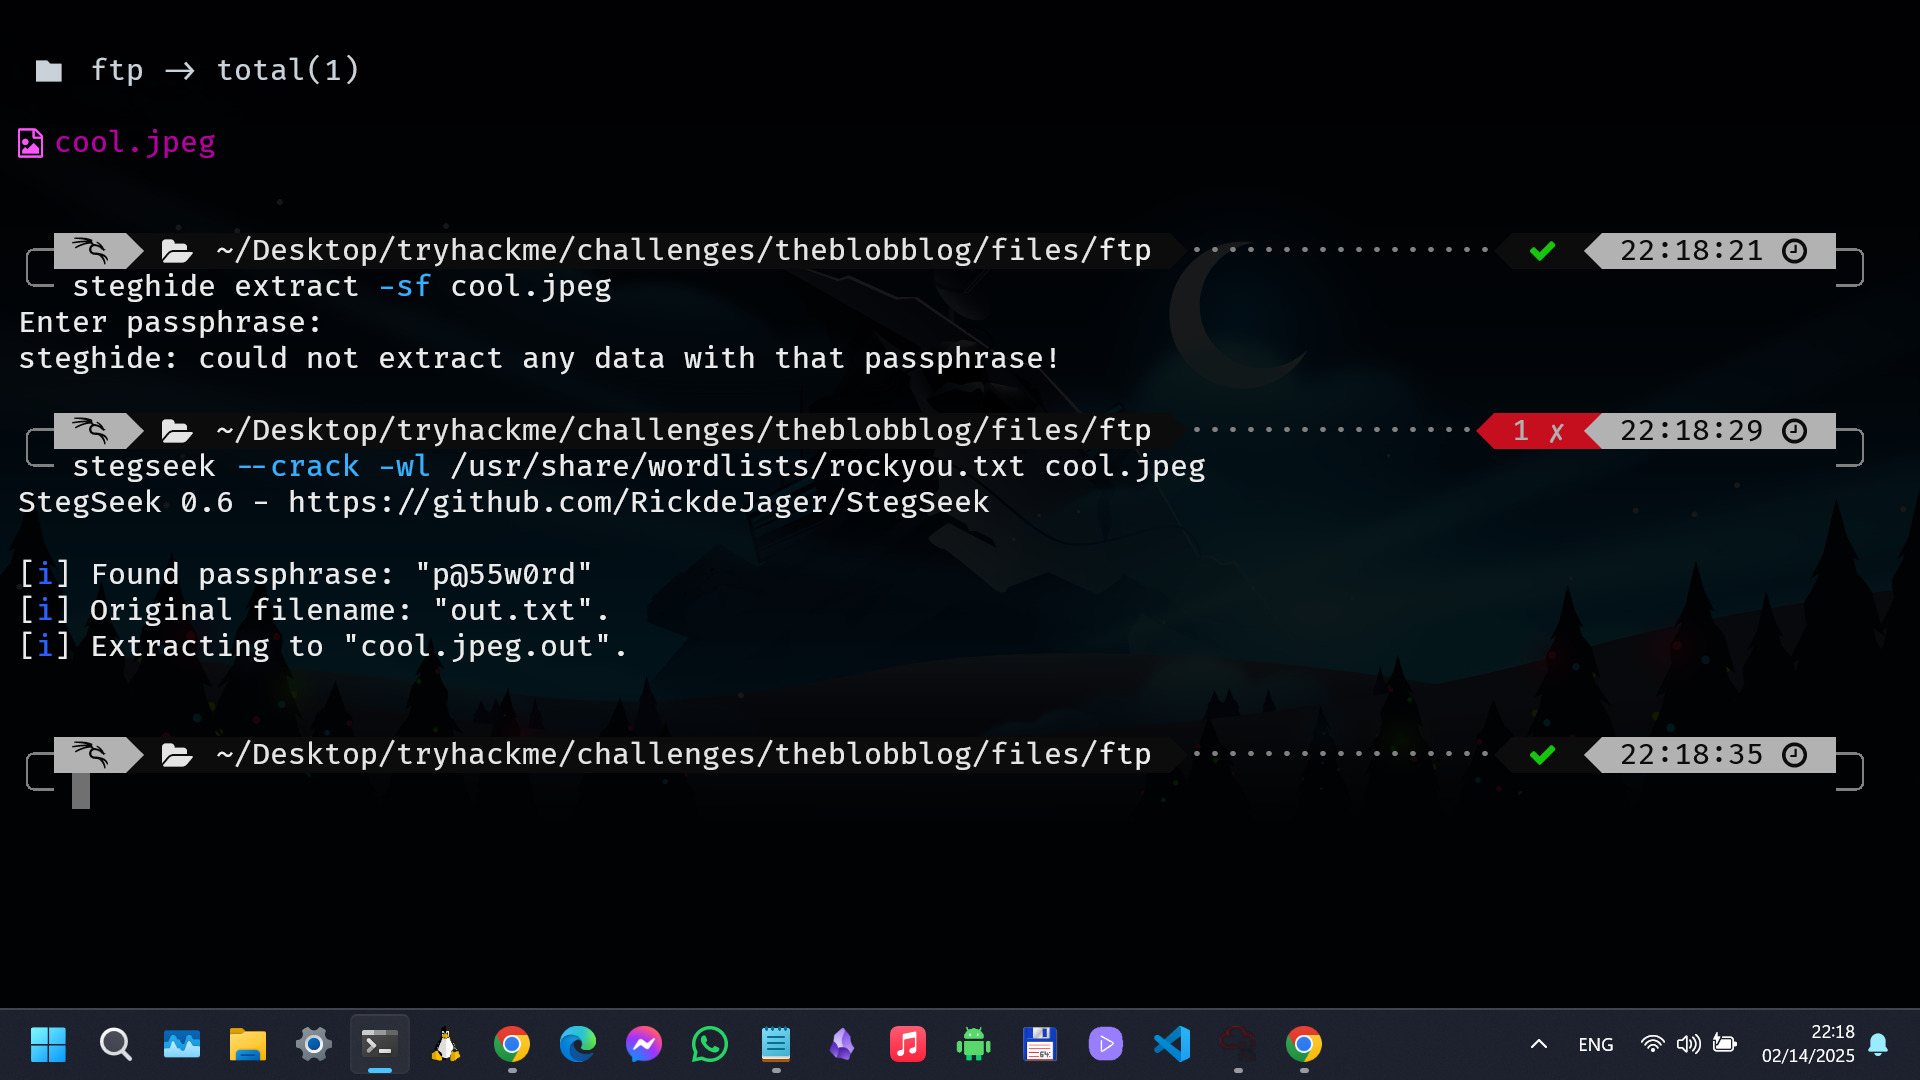 ftp → total(1)
cool.jpeg
~/Desktop/tryhackme/challenges/theblobblog/files/ftp 22:18:21
steghide extract -sf cool.jpeg
Enter passphrase:
steghide: could not extract any data with that passphrase!
~/Desktop/tryhackme/challenges/theblobblog/files/ftp 1 ✗ 22:18:29
stegseek --crack -wl /usr/share/wordlists/rockyou.txt cool.jpeg
StegSeek 0.6 - https://github.com/RickdeJager/StegSeek
[i] Found passphrase: "p@55w0rd"
[i] Original filename: "out.txt".
[i] Extracting to "cool.jpeg.out".
~/Desktop/tryhackme/challenges/theblobblog/files/ftp 22:18:35
64
ENG
22:18
02/14/2025